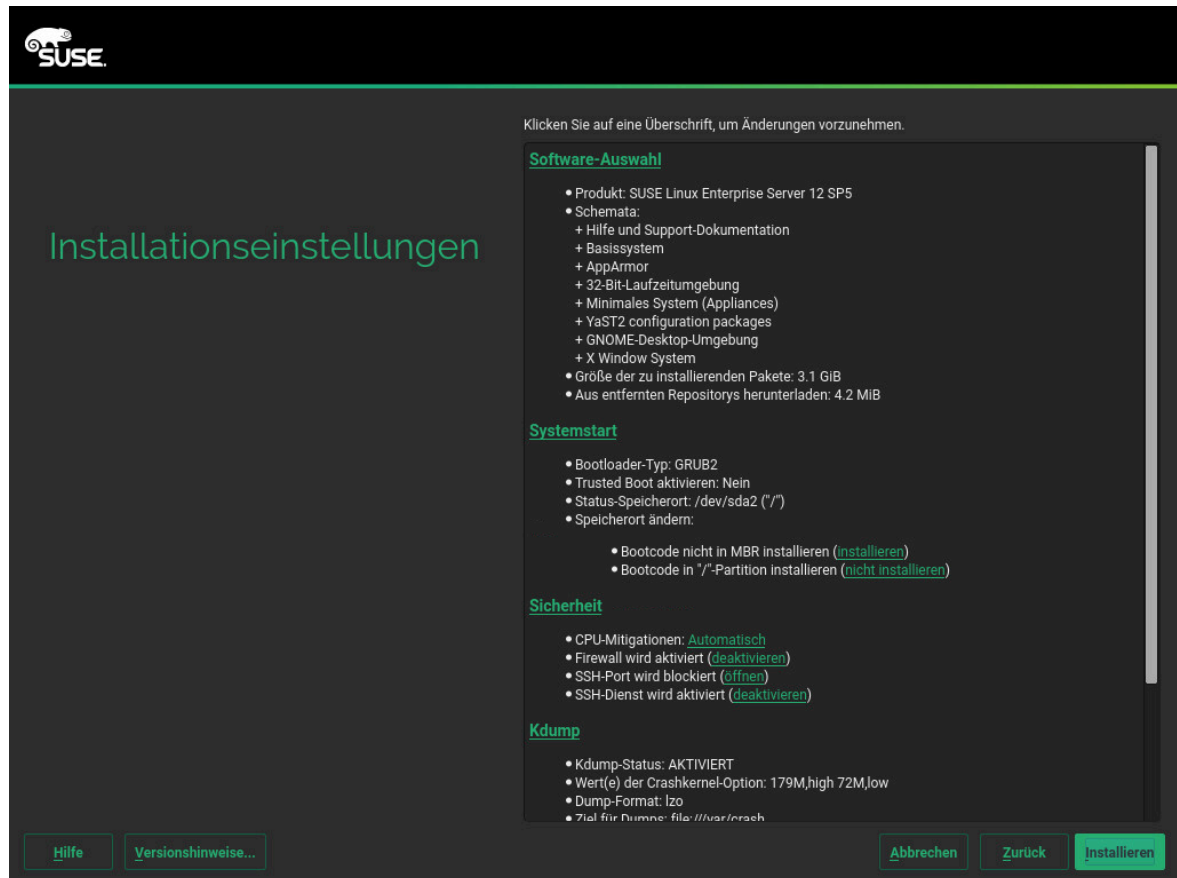 SUSE.
Klicken Sie auf eine Überschrift, um Änderungen vorzunehmen.
Installationseinstellungen
Software-Auswahl
• Produkt: SUSE Linux Enterprise Server 12 SP5
• Schemata:
+ Hilfe und Support-Dokumentation
+ Basissystem
+ AppArmor
+ 32-Bit-Laufzeitumgebung
+ Minimales System (Appliances)
+ YaST2 configuration packages
+ GNOME-Desktop-Umgebung
+ X Window System
• Größe der zu installierenden Pakete: 3.1 GiB
• Aus entfernten Repositorys herunterladen: 4.2 MiB
Systemstart
• Bootloader-Typ: GRUB2
• Trusted Boot aktivieren: Nein
• Status-Speicherort: /dev/sda2 ("/")
• Speicherort ändern:
• Bootcode nicht in MBR installieren (installieren)
• Bootcode in "/"-Partition installieren (nicht installieren)
Sicherheit
• CPU-Mitigationen: Automatisch
• Firewall wird aktiviert (deaktivieren)
• SSH-Port wird blockiert (öffnen)
• SSH-Dienst wird aktiviert (deaktivieren)
Kdump
• Kdump-Status: AKTIVIERT
• Wert(e) der Crashkernel-Option: 179M,high 72M,low
• Dump-Format: lzo
• Ziel für Dumps: file:///var/crash
Hilfe
Versionshinweise...
Abbrechen
Zurück
Installieren